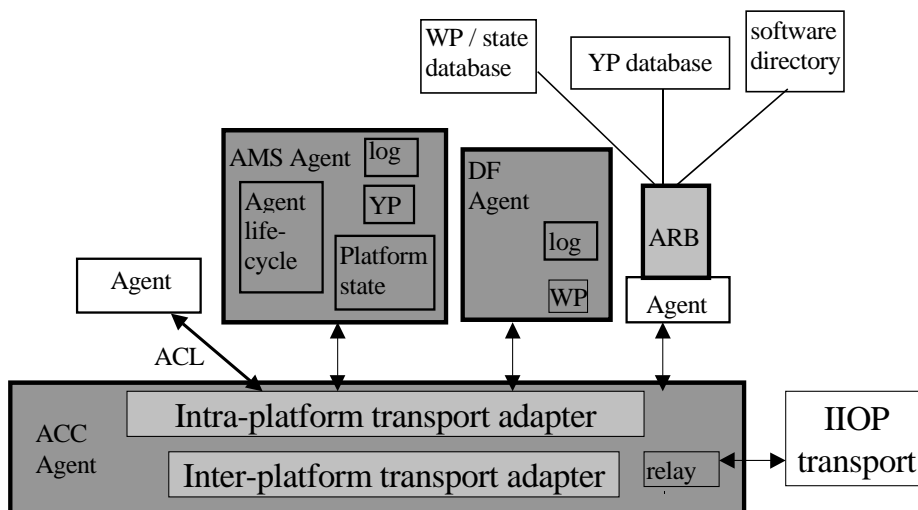 WP / state
database
YP database
software
directory
AMS Agent
log
YP
Agent
life-
cycle
Platform
state
DF
Agent
log
WP
ARB
Agent
Agent
ACL
ACC
Agent
Intra-platform transport adapter
Inter-platform transport adapter
relay
IIOP
transport